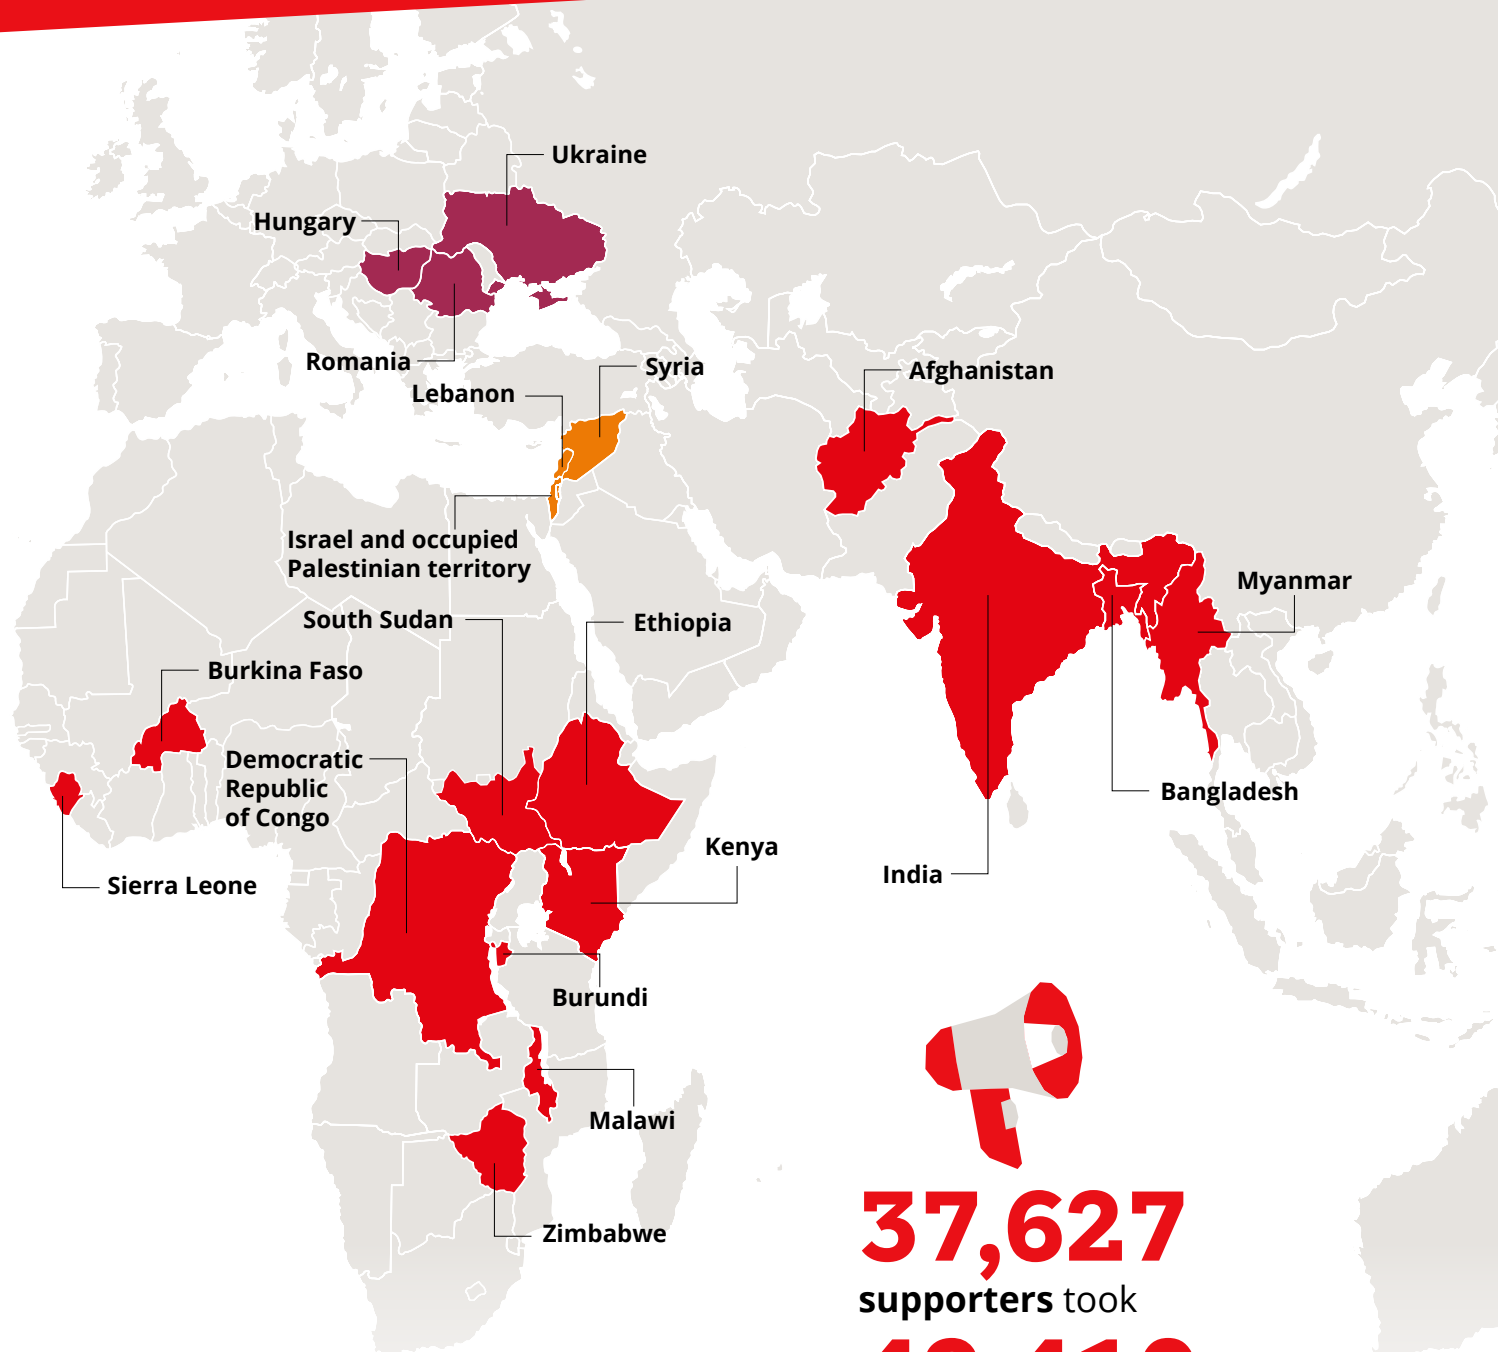 Ukraine
Hungary
Romania
Syria
Lebanon
Afghanistan
Israel and occupied
Palestinian territory
Myanmar
South Sudan
Ethiopia
Burkina Faso
Democratic
Republic
of Congo
Bangladesh
Kenya
India
Sierra Leone
Burundi
Malawi
Zimbabwe
37,627
supporters took